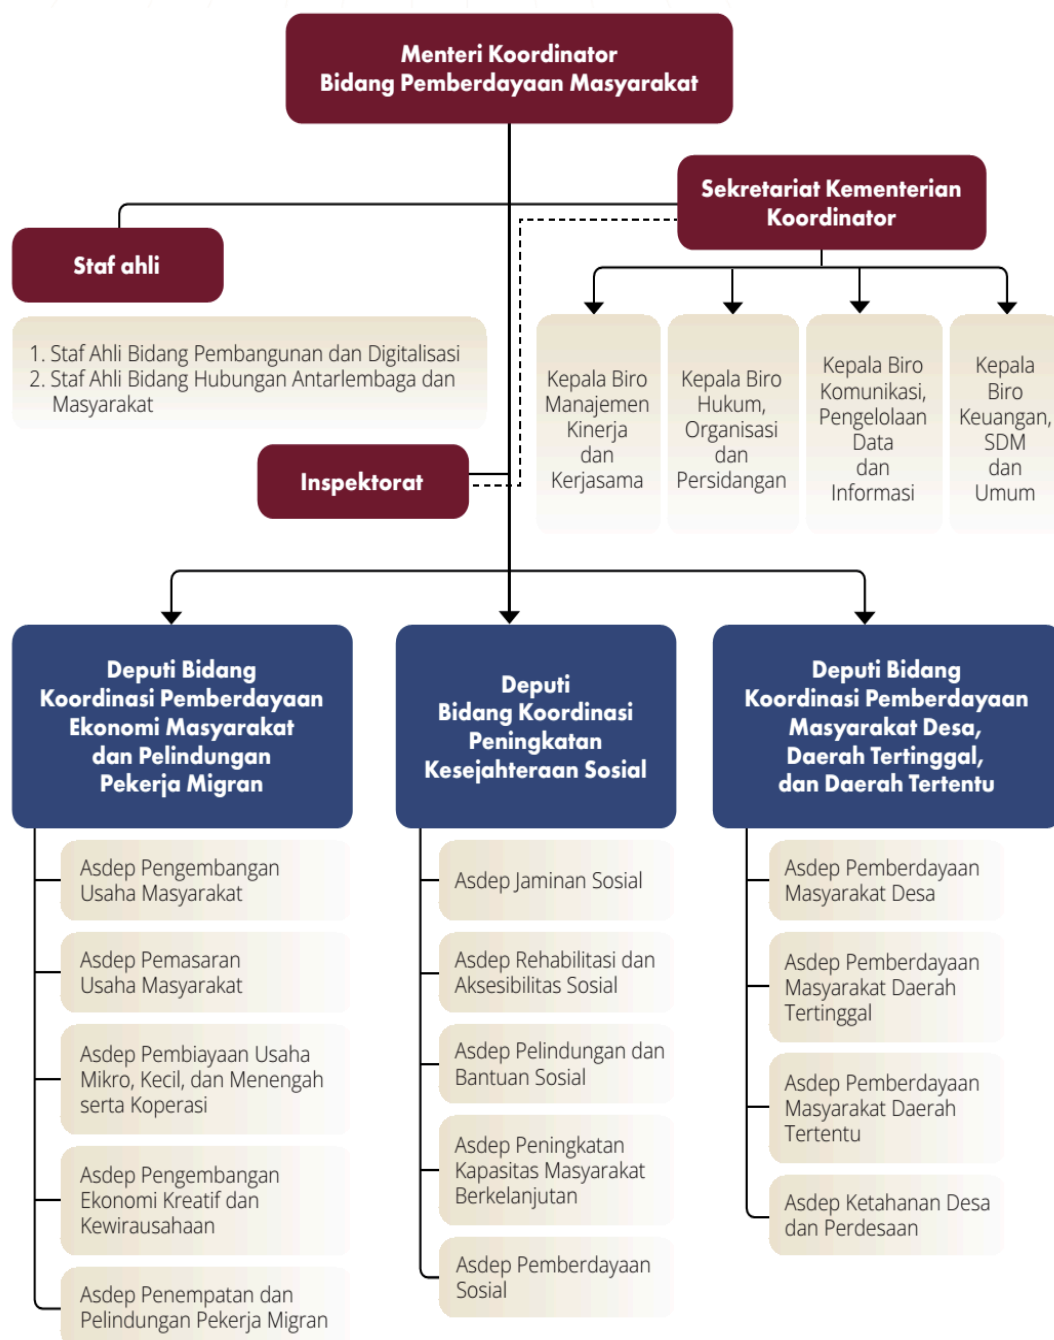 Menteri Koordinator
Bidang Pemberdayaan Masyarakat
Sekretariat Kementerian
Koordinator
Staf ahli
1. Staf Ahli Bidang Pembangunan dan Digitalisasi
2. Staf Ahli Bidang Hubungan Antarlembaga dan
Masyarakat
Kepala Biro
Manajemen
Kinerja
dan
Kerjasama
Kepala Biro
Hukum,
Organisasi
dan
Persidangan
Kepala Biro
Komunikasi,
Pengelolaan
Data
dan
Informasi
Kepala
Biro
Keuangan,
SDM
dan
Umum
Inspektorat
Deputi Bidang
Koordinasi Pemberdayaan
Ekonomi Masyarakat
dan Pelindungan
Pekerja Migran
Asdep Pengembangan
Usaha Masyarakat
Asdep Pemasaran
Usaha Masyarakat
Asdep Pembiayaan Usaha
Mikro, Kecil, dan Menengah
serta Koperasi
Asdep Pengembangan
Ekonomi Kreatif dan
Kewirausahaan
Asdep Penempatan dan
Pelindungan Pekerja Migran
Deputi
Bidang Koordinasi
Peningkatan
Kesejahteraan Sosial
Asdep Jaminan Sosial
Asdep Rehabilitasi dan
Aksesibilitas Sosial
Asdep Pelindungan dan
Bantuan Sosial
Asdep Peningkatan
Kapasitas Masyarakat
Berkelanjutan
Asdep Pemberdayaan
Sosial
Deputi Bidang
Koordinasi Pemberdayaan
Masyarakat Desa,
Daerah Tertinggal,
dan Daerah Tertentu
Asdep Pemberdayaan
Masyarakat Desa
Asdep Pemberdayaan
Masyarakat Daerah
Tertinggal
Asdep Pemberdayaan
Masyarakat Daerah
Tertentu
Asdep Ketahanan Desa
dan Perdesaan